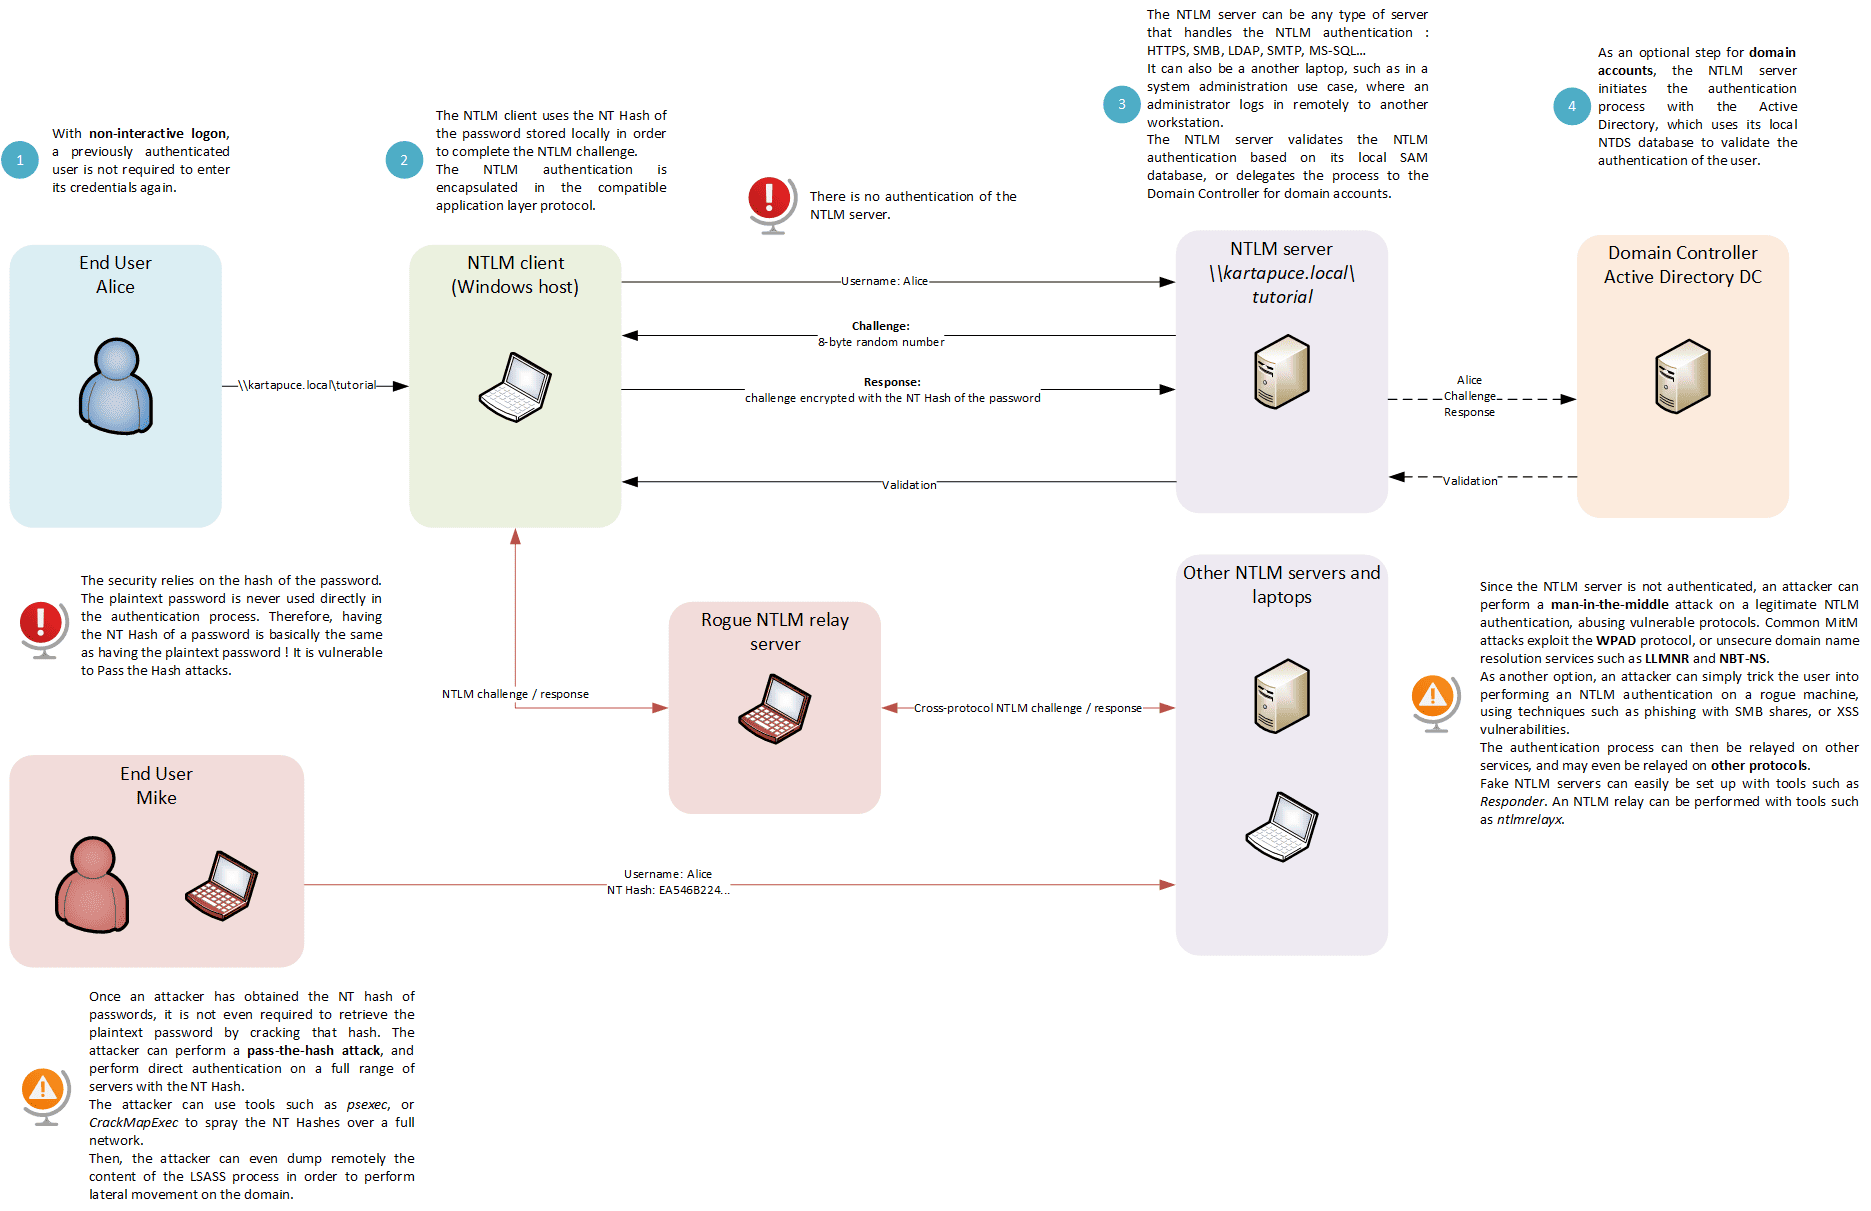 1
With non-interactive logon,
a previously authenticated
user is not required to enter
its credentials again.
2
The NTLM client uses the NT Hash of
the password stored locally in order
to complete the NTLM challenge.
The NTLM authentication is
encapsulated in the compatible
application layer protocol.
There is no authentication of the
NTLM server.
3
The NTLM server can be any type of server
that handles the NTLM authentication :
HTTPS, SMB, LDAP, SMTP, MS-SQL...
It can also be a another laptop, such as in a
system administration use case, where an
administrator logs in remotely to another
workstation.
The NTLM server validates the NTLM
authentication based on its local SAM
database, or delegates the process to the
Domain Controller for domain accounts.
4
As an optional step for domain
accounts, the NTLM server
initiates the authentication
process with the Active
Directory, which uses its local
NTDS database to validate the
authentication of the user.
End User
Alice
\\kartapuce.local\tutorial
NTLM client
(Windows host)
Username: Alice
Challenge:
8-byte random number
Response:
challenge encrypted with the NT Hash of the password
Validation
NTLM server
\\kartapuce.local\
tutorial
Alice
Challenge
Response
Validation
Domain Controller
Active Directory DC
The security relies on the hash of the password.
The plaintext password is never used directly in
the authentication process. Therefore, having
the NT Hash of a password is basically the same
as having the plaintext password ! It is vulnerable
to Pass the Hash attacks.
NTLM challenge / response
Rogue NTLM relay
server
Cross-protocol NTLM challenge / response
Other NTLM servers and
laptops
Since the NTLM server is not authenticated, an attacker can
perform a man-in-the-middle attack on a legitimate NTLM
authentication, abusing vulnerable protocols. Common MitM
attacks exploit the WPAD protocol, or unsecure domain name
resolution services such as LLMNR and NBT-NS.
As another option, an attacker can simply trick the user into
performing an NTLM authentication on a rogue machine,
using techniques such as phishing with SMB shares, or XSS
vulnerabilities.
The authentication process can then be relayed on other
services, and may even be relayed on other protocols.
Fake NTLM servers can easily be set up with tools such as
Responder. An NTLM relay can be performed with tools such
as ntlmrelayx.
End User
Mike
Username: Alice
NT Hash: EA546B224...
Once an attacker has obtained the NT hash of
passwords, it is not even required to retrieve the
plaintext password by cracking that hash. The
attacker can perform a pass-the-hash attack, and
perform direct authentication on a full range of
servers with the NT Hash.
The attacker can use tools such as psexec, or
CrackMapExec to spray the NT Hashes over a full
network.
Then, the attacker can even dump remotely the
content of the LSASS process in order to perform
lateral movement on the domain.